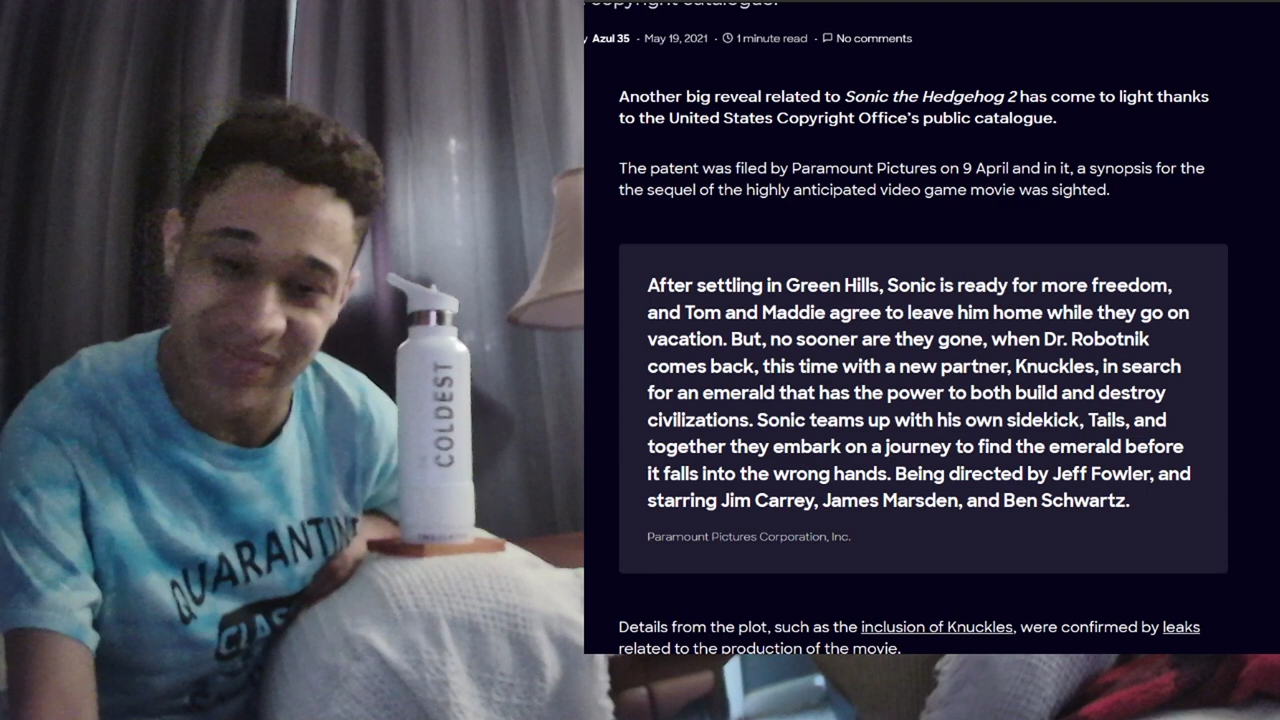 COLDEST
QUARANTINE
CLAS
Azul 35 - May 19, 2021 · 1 minute read · No comments
Another big reveal related to Sonic the Hedgehog 2 has come to light thanks
to the United States Copyright Office's public catalogue.
The patent was filed by Paramount Pictures on 9 April and in it, a synopsis for the
the sequel of the highly anticipated video game movie was sighted.
After settling in Green Hills, Sonic is ready for more freedom,
and Tom and Maddie agree to leave him home while they go on
vacation. But, no sooner are they gone, when Dr. Robotnik
comes back, this time with a new partner, Knuckles, in search
for an emerald that has the power to both build and destroy
civilizations. Sonic teams up with his own sidekick, Tails, and
together they embark on a journey to find the emerald before
it falls into the wrong hands. Being directed by Jeff Fowler, and
starring Jim Carrey, James Marsden, and Ben Schwartz.
Paramount Pictures Corporation, Inc.
Details from the plot, such as the inclusion of Knuckles, were confirmed by leaks
related to the production of the movie.